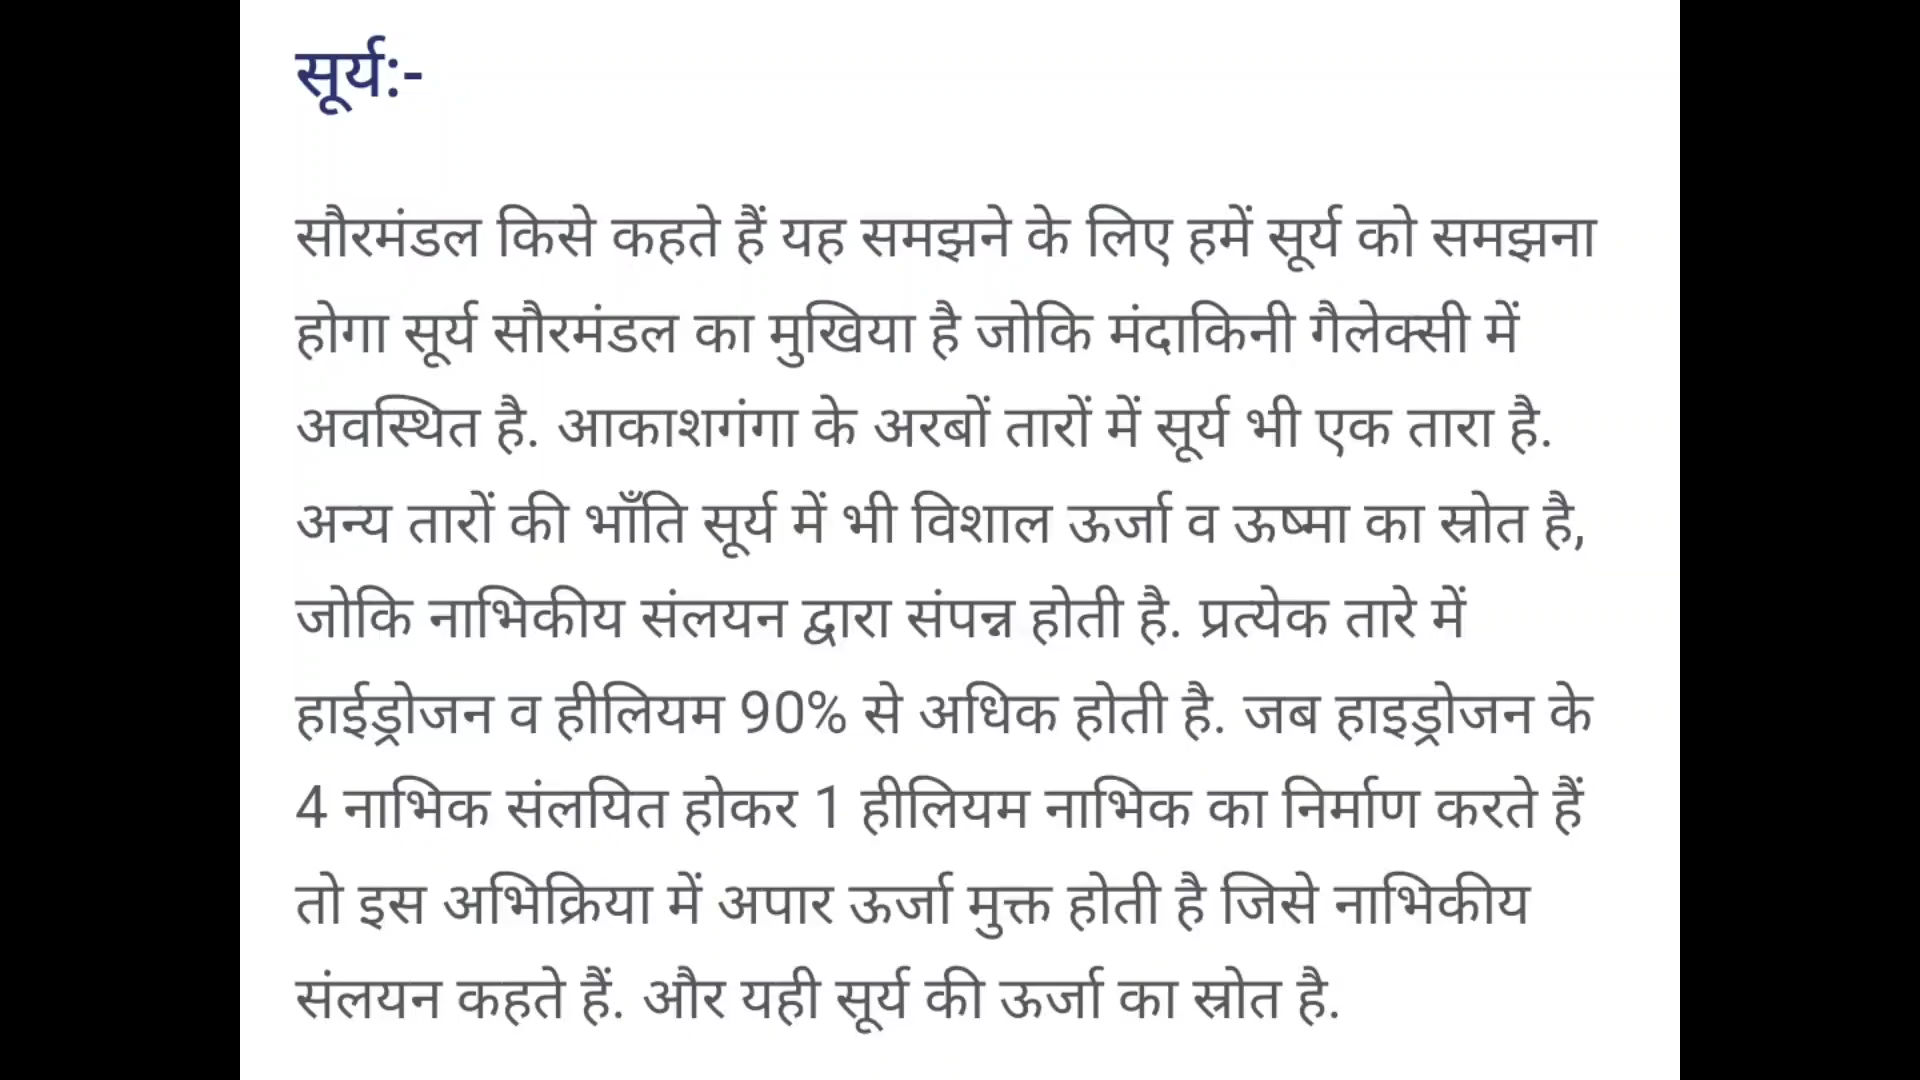 सूर्य:-
सौरमंडल किसे कहते हैं यह समझने के लिए हमें सूर्य को समझना
होगा सूर्य सौरमंडल का मुखिया है जोकि मंदाकिनी गैलेक्सी में
अवस्थित है. आकाशगंगा के अरबों तारों में सूर्य भी एक तारा है.
अन्य तारों की भाँति सूर्य में भी विशाल ऊर्जा व ऊष्मा का स्रोत है,
जोकि नाभिकीय संलयन द्वारा संपन्न होती है. प्रत्येक तारे में
हाईड्रोजन व हीलियम 90% से अधिक होती है. जब हाइड्रोजन के
4 नाभिक संलयित होकर 1 हीलियम नाभिक का निर्माण करते हैं
तो इस अभिक्रिया में अपार ऊर्जा मुक्त होती है जिसे नाभिकीय
संलयन कहते हैं. और यही सूर्य की ऊर्जा का स्रोत है.